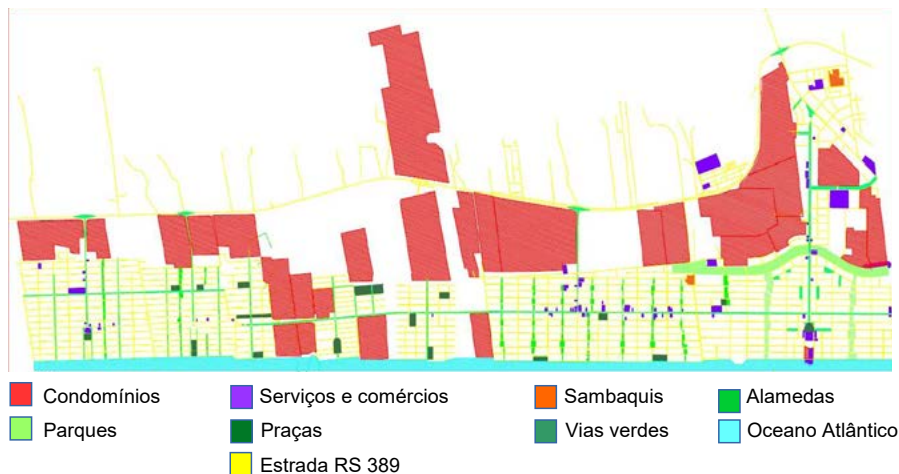 Condomínios
Serviços e comércios
Sambaquis
Alamedas
Parques
Praças
Vias verdes
Oceano Atlântico
Estrada RS 389